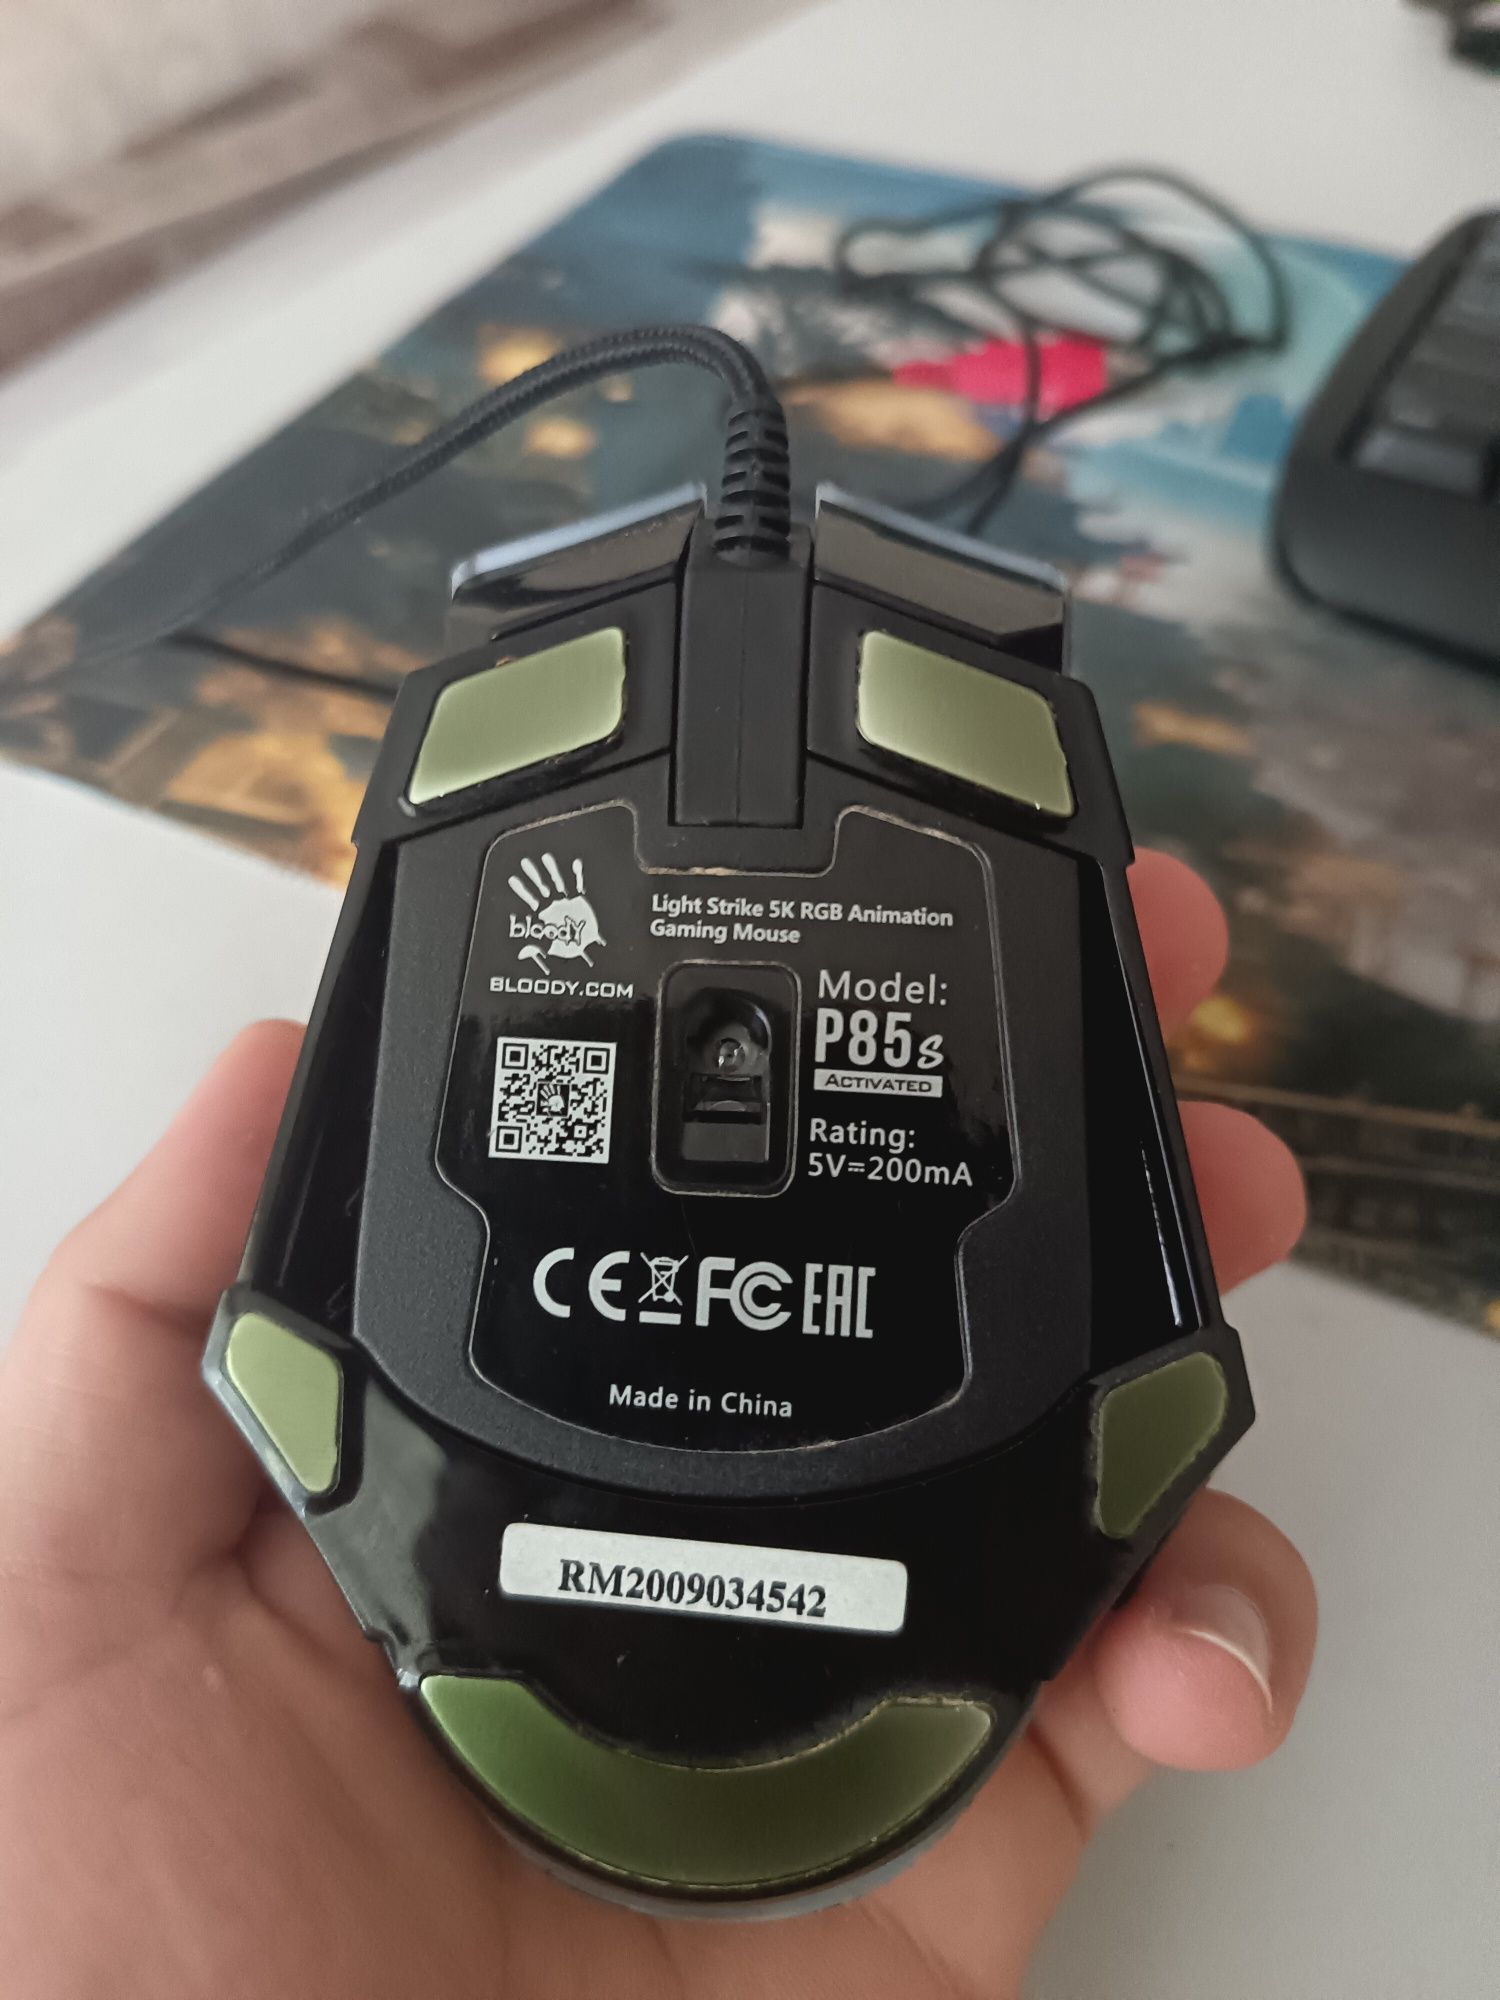 bloody
BLOODY.COM
Light Strike 5K RGB Animation
Gaming Mouse
Model:
P85s
ACTIVATED
Rating:
5V⎓200mA
CE FC EAC
Made in China
RM2009034542